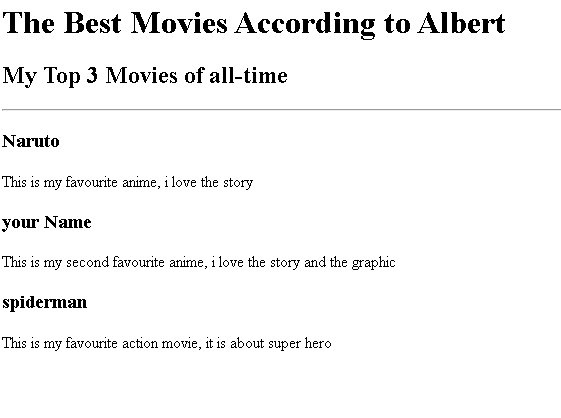 The Best Movies According to Albert
My Top 3 Movies of all-time
Naruto
This is my favourite anime, i love the story
your Name
This is my second favourite anime, i love the story and the graphic
spiderman
This is my favourite action movie, it is about super hero